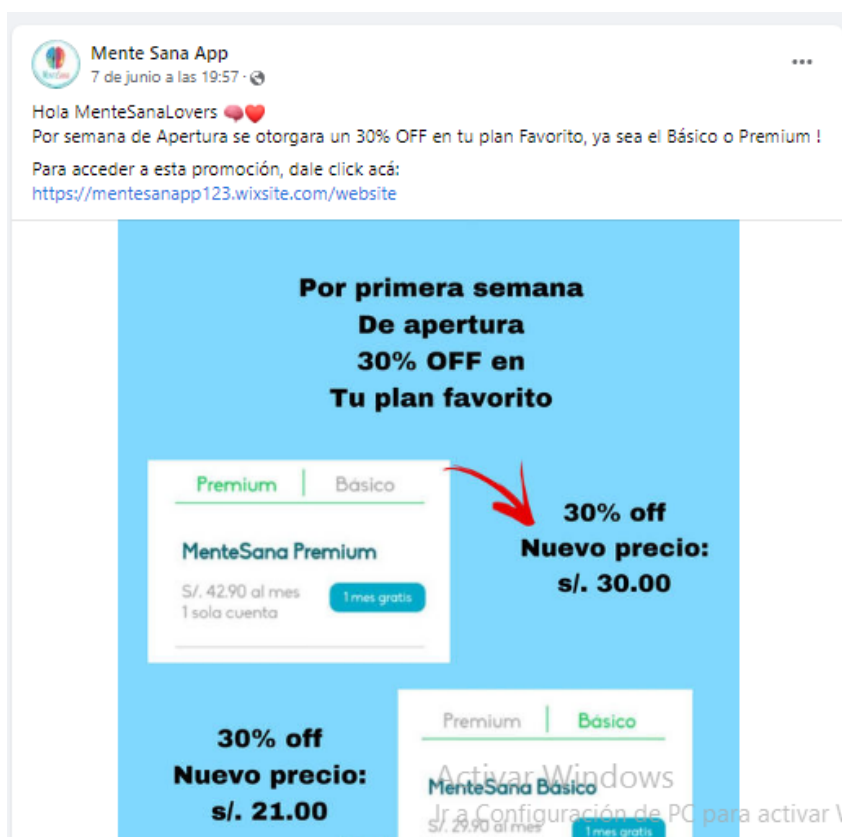 Mente Sana App
7 de junio a las 19:57 ·
Hola MenteSanaLovers 🧠❤️
Por semana de Apertura se otorgara un 30% OFF en tu plan Favorito, ya sea el Básico o Premium !
Para acceder a esta promoción, dale click acá:
https://mentesanapp123.wixsite.com/website
Por primera semana
De apertura
30% OFF en
Tu plan favorito
Premium | Básico
MenteSana Premium
S/. 42.90 al mes
1 sola cuenta
1 mes gratis
30% off
Nuevo precio:
s/. 30.00
30% off
Nuevo precio:
s/. 21.00
Premium | Básico
MenteSana Básico
S/. 29.90 al mes
1 mes gratis
Activar Windows
Ir a Configuración de PC para activar